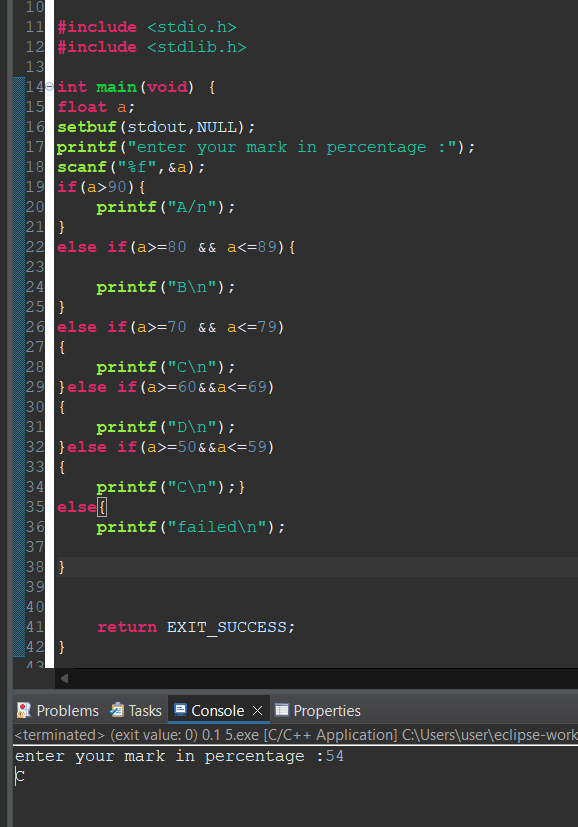 10
11 #include <stdio.h>
12 #include <stdlib.h>
13
14 int main(void) {
15 float a;
16 setbuf(stdout,NULL);
17 printf("enter your mark in percentage :");
18 scanf("%f",&a);
19 if(a>90){
20     printf("A/n");
21 }
22 else if(a>=80 && a<=89){
23
24     printf("B\n");
25 }
26 else if(a>=70 && a<=79)
27 {
28     printf("C\n");
29 }else if(a>=60&&a<=69)
30 {
31     printf("D\n");
32 }else if(a>=50&&a<=59)
33 {
34     printf("C\n");}
35 else{
36     printf("failed\n");
37
38 }
39
40
41     return EXIT_SUCCESS;
42 }
43
Problems Tasks Console Properties
<terminated> (exit value: 0) 0.1 5.exe [C/C++ Application] C:\Users\user\eclipse-work
enter your mark in percentage :54
C